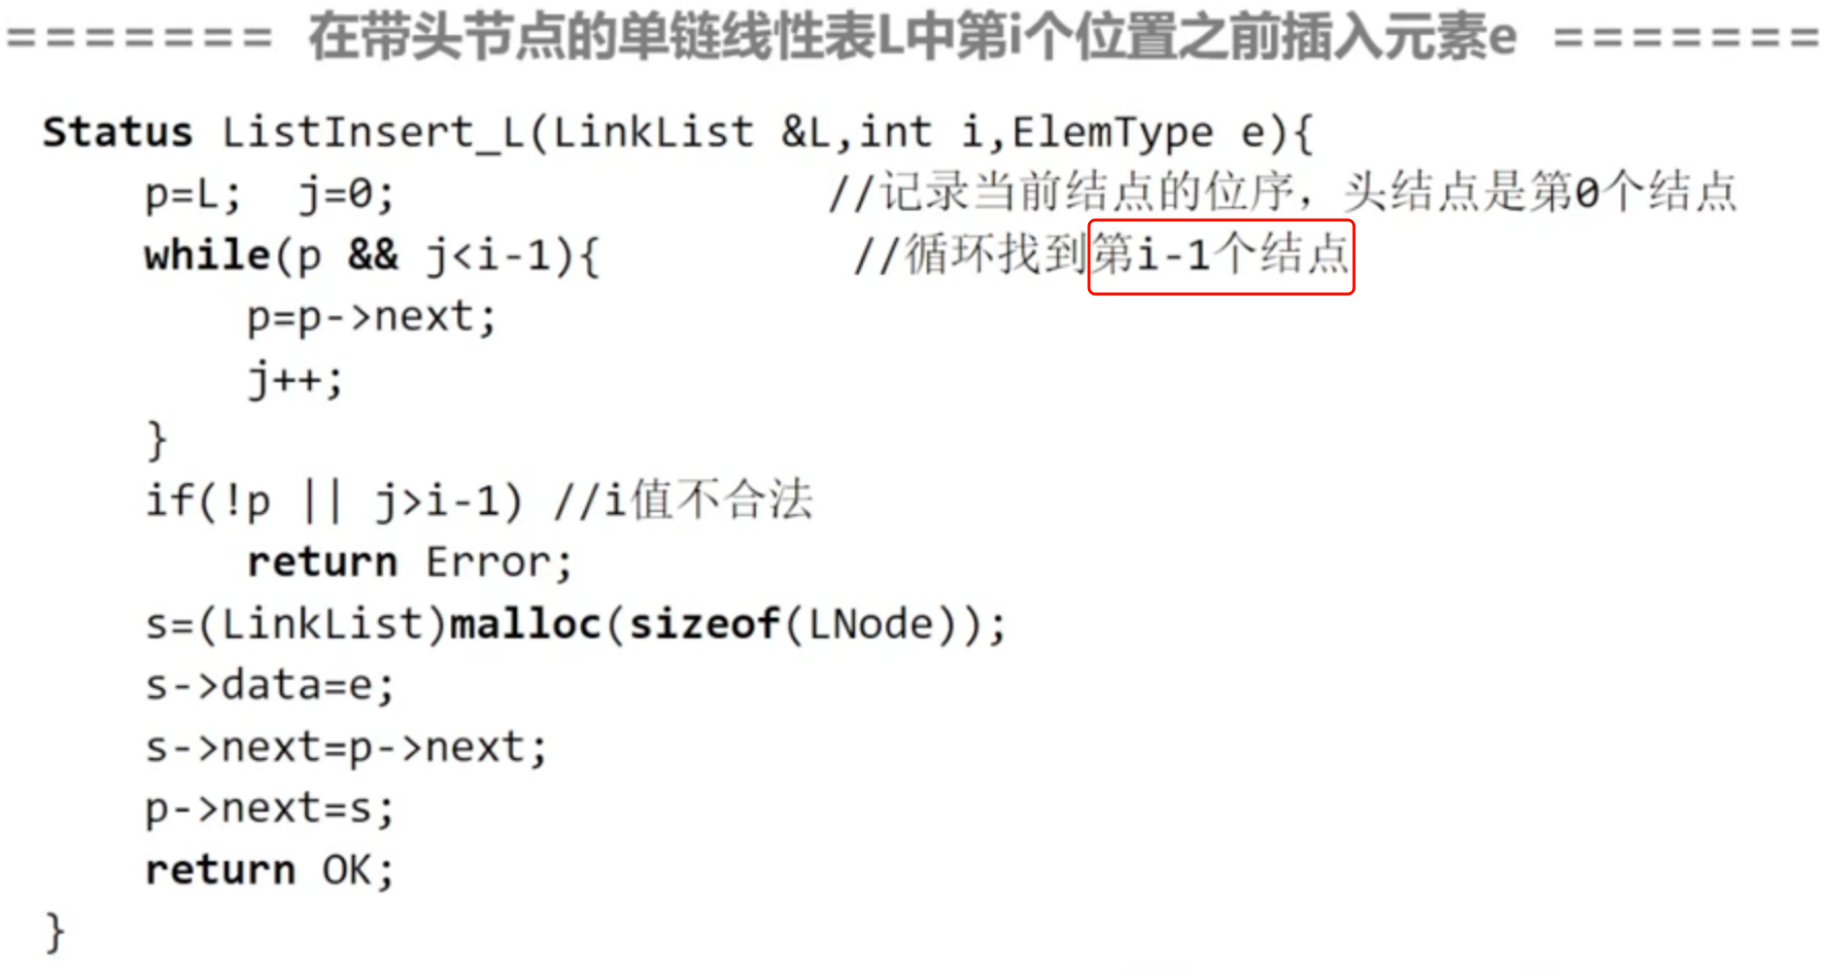 ======= 在带头节点的单链线性表L中第i个位置之前插入元素e =======
Status ListInsert_L(LinkList &L,int i,ElemType e){
p=L; j=0; //记录当前结点的位序，头结点是第0个结点
while(p && j<i-1){ //循环找到第i-1个结点
p=p->next;
j++;
}
if(!p || j>i-1) //i值不合法
return Error;
s=(LinkList)malloc(sizeof(LNode));
s->data=e;
s->next=p->next;
p->next=s;
return OK;
}